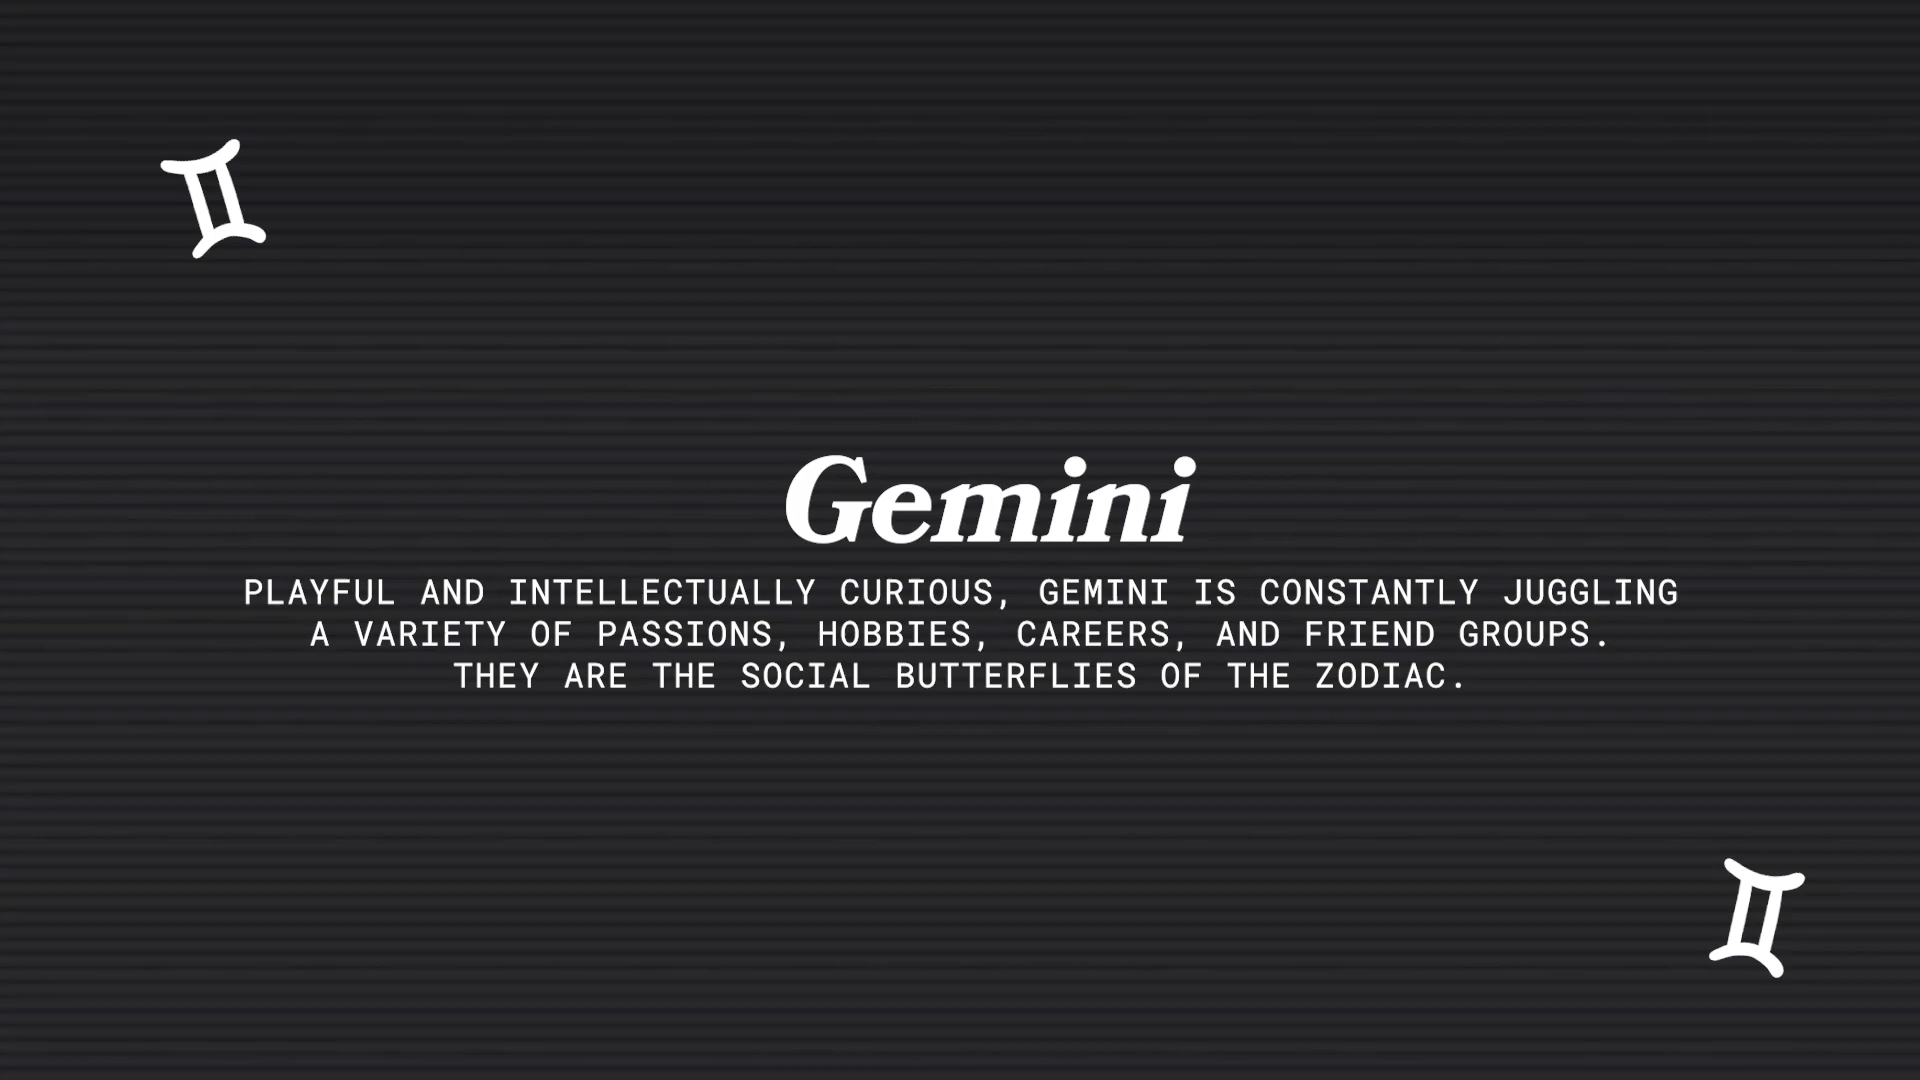 Gemini
PLAYFUL AND INTELLECTUALLY CURIOUS, GEMINI IS CONSTANTLY JUGGLING
A VARIETY OF PASSIONS, HOBBIES, CAREERS, AND FRIEND GROUPS.
THEY ARE THE SOCIAL BUTTERFLIES OF THE ZODIAC.